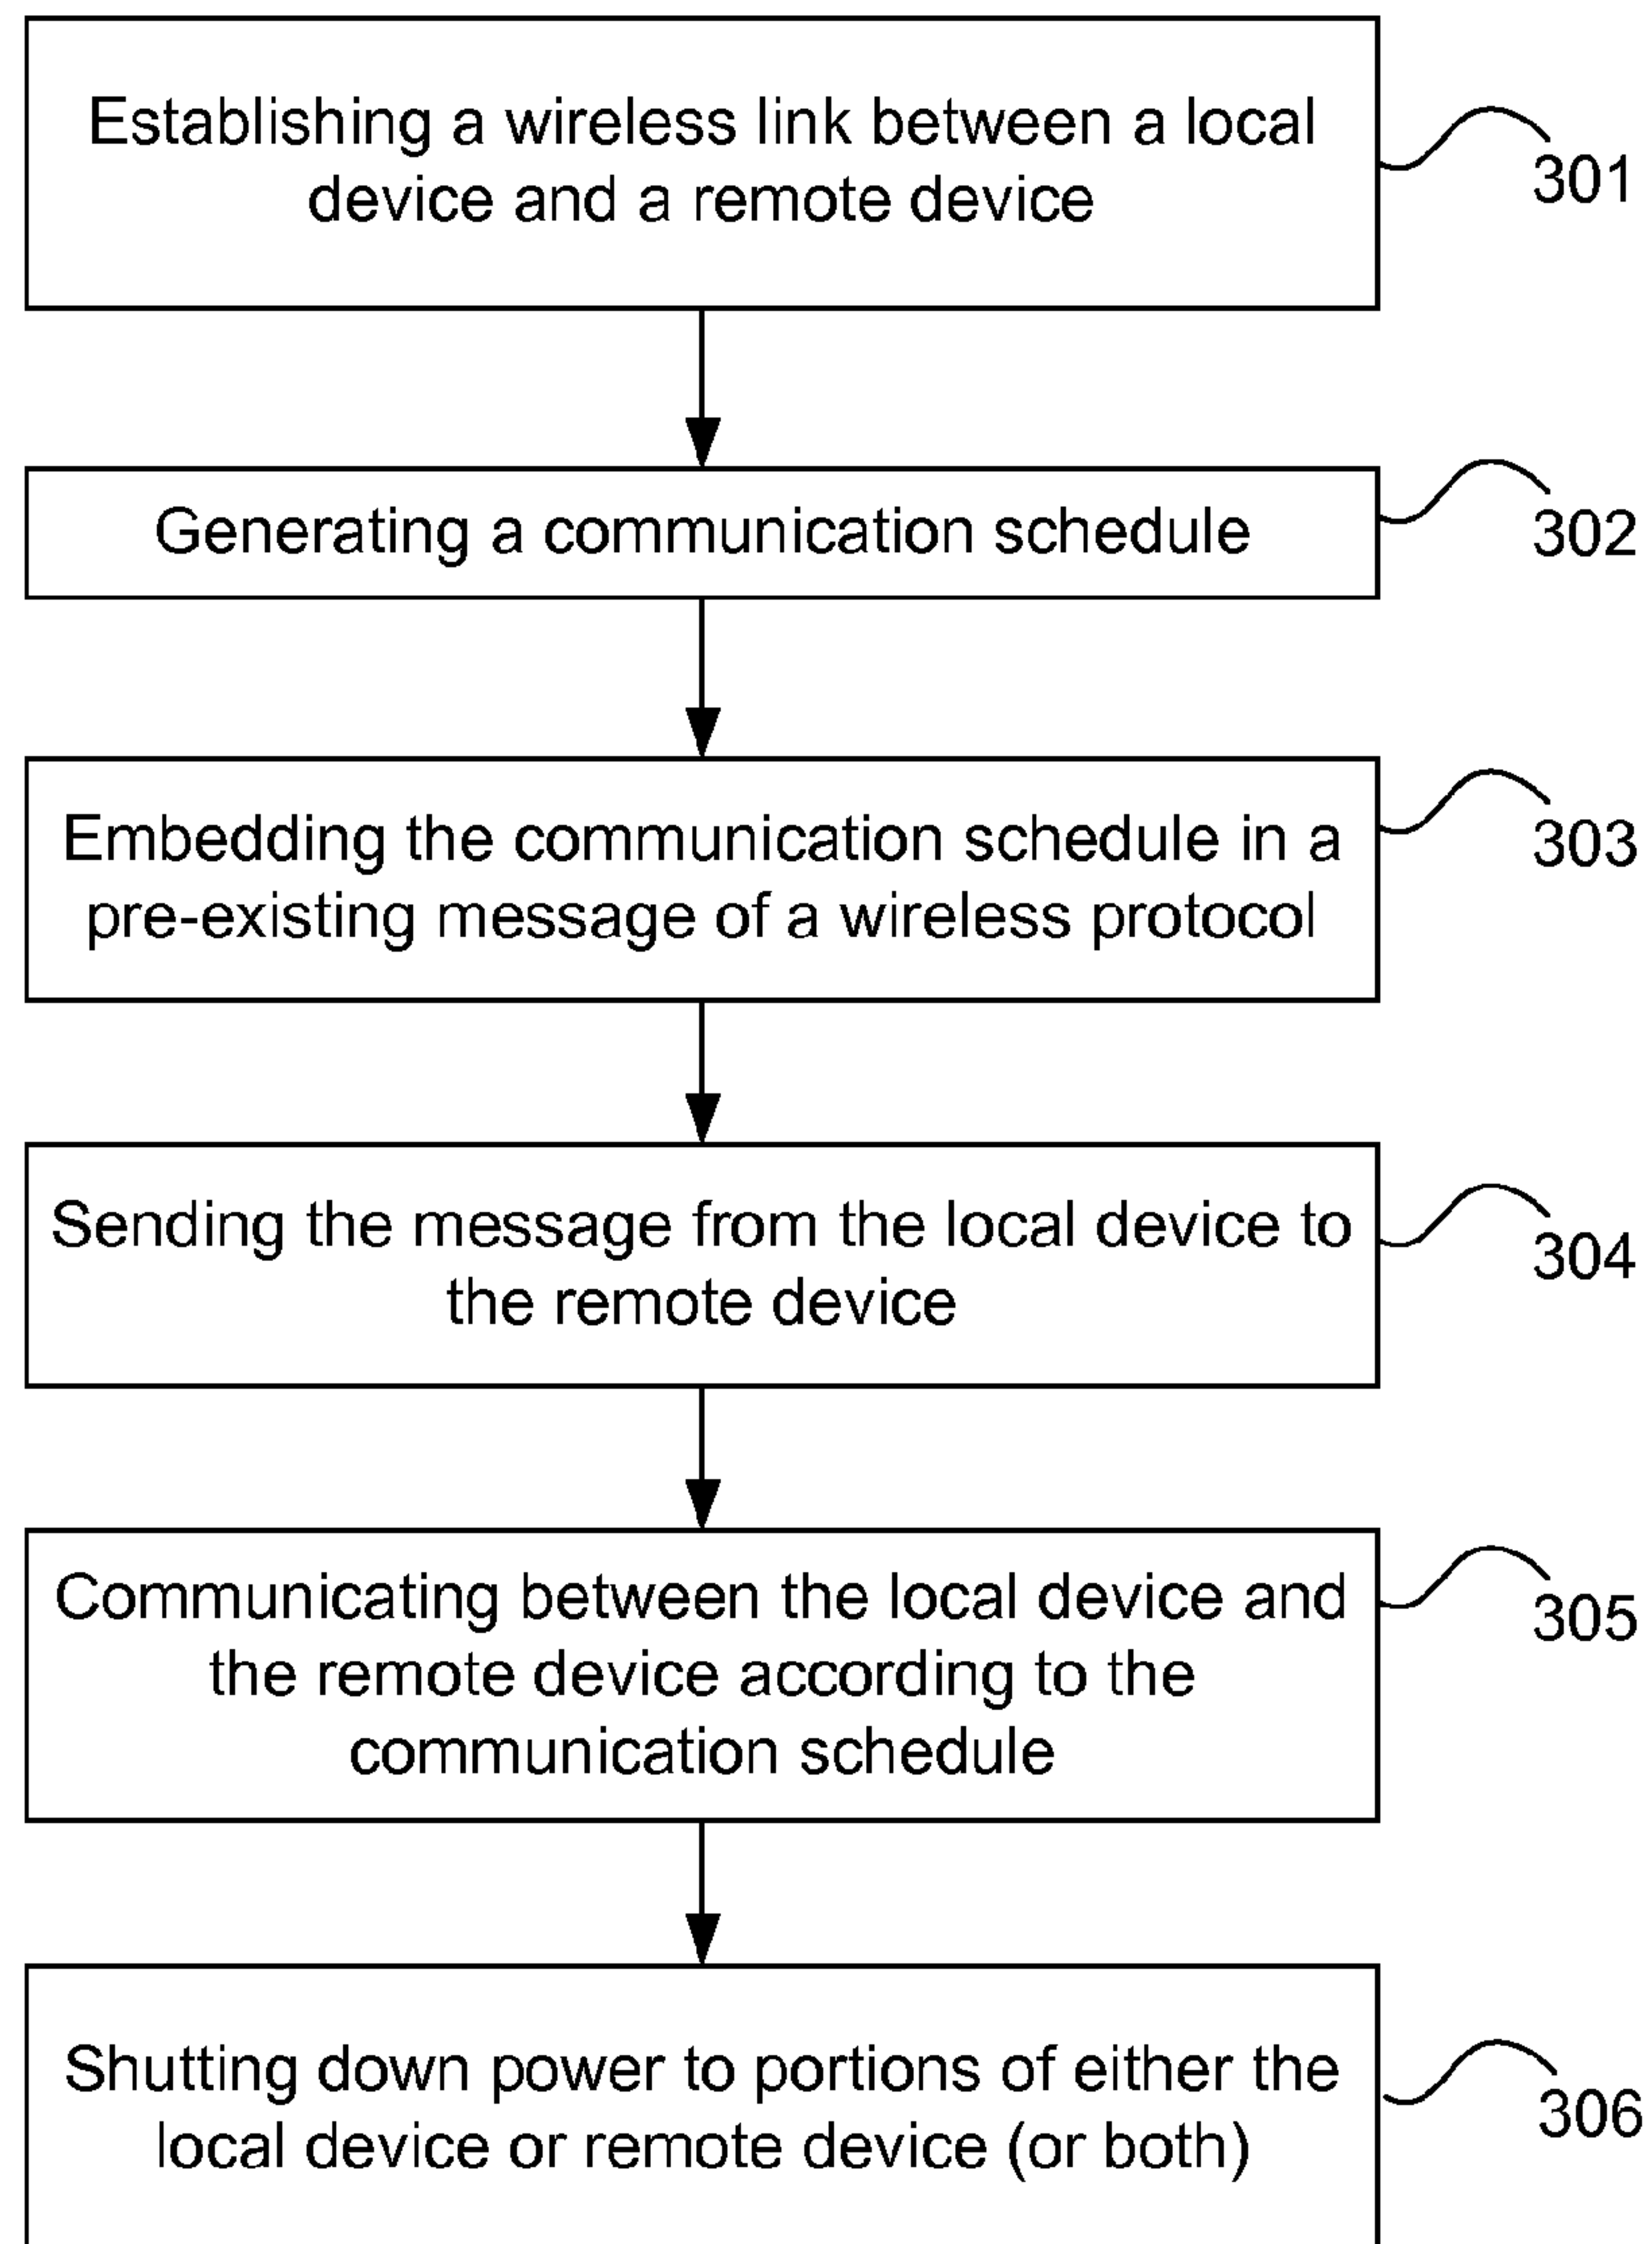 Establishing a wireless link between a local
device and a remote device
301
Generating a communication schedule
302
Embedding the communication schedule in a
pre-existing message of a wireless protocol
303
Sending the message from the local device to
the remote device
304
Communicating between the local device and
the remote device according to the
communication schedule
305
Shutting down power to portions of either the
local device or remote device (or both)
306